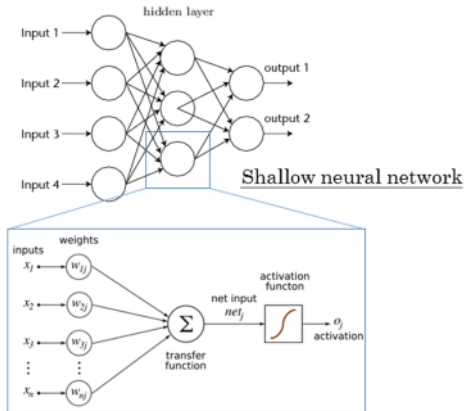 hidden layer
Input 1
Input 2
Input 3
Input 4
output 1
output 2
Shallow neural network
inputs
weights
x1
w1j
x2
w2j
x3
w3j
⋮
⋮
xn
wnj
Σ
transfer
function
net input
netj
activation
functon
oj
activation